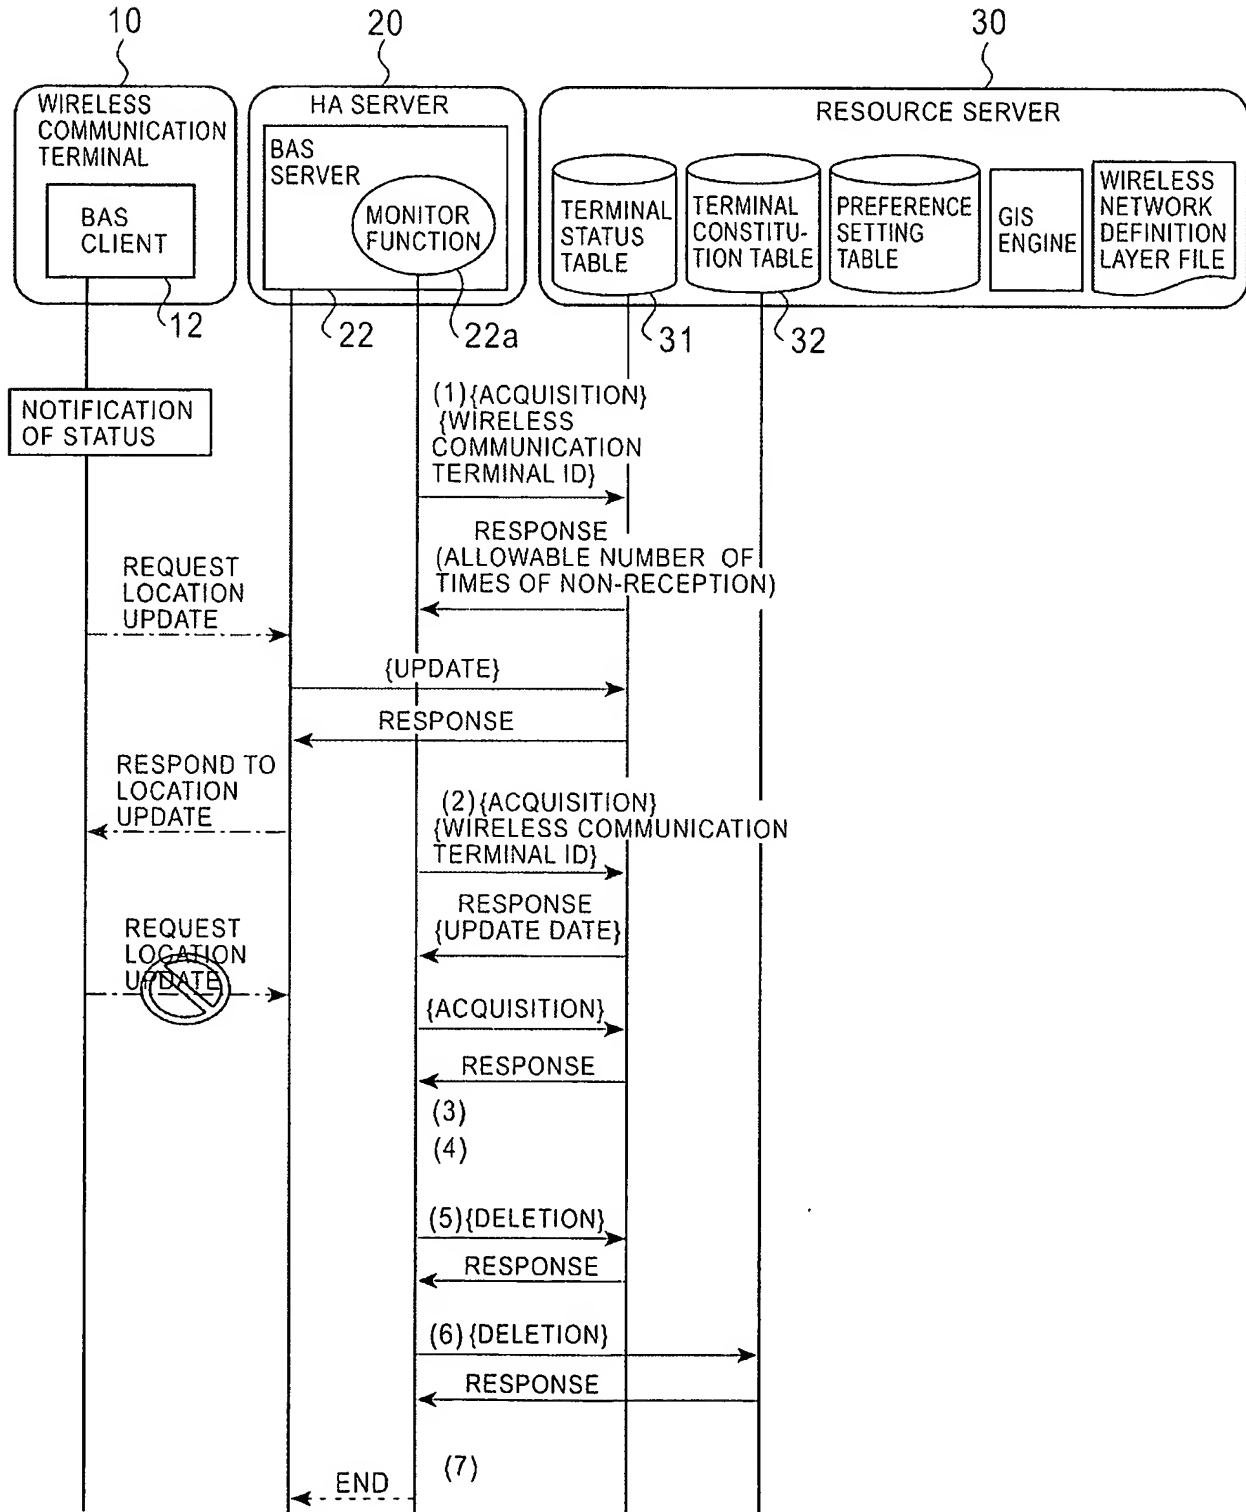 10
20
30
WIRELESS
COMMUNICATION
TERMINAL
BAS
CLIENT
12
HA SERVER
BAS
SERVER
MONITOR
FUNCTION
22
22a
RESOURCE SERVER
TERMINAL
STATUS
TABLE
31
TERMINAL
CONSTITU-
TION TABLE
32
PREFERENCE
SETTING
TABLE
GIS
ENGINE
WIRELESS
NETWORK
DEFINITION
LAYER FILE
NOTIFICATION
OF STATUS
(1){ACQUISITION}
{WIRELESS
COMMUNICATION
TERMINAL ID}
RESPONSE
(ALLOWABLE NUMBER OF
TIMES OF NON-RECEPTION)
REQUEST
LOCATION
UPDATE
{UPDATE}
RESPONSE
RESPOND TO
LOCATION
UPDATE
(2){ACQUISITION}
{WIRELESS COMMUNICATION
TERMINAL ID}
RESPONSE
{UPDATE DATE}
REQUEST
LOCATION
UPDATE
{ACQUISITION}
RESPONSE
(3)
(4)
(5){DELETION}
RESPONSE
(6){DELETION}
RESPONSE
(7)
END